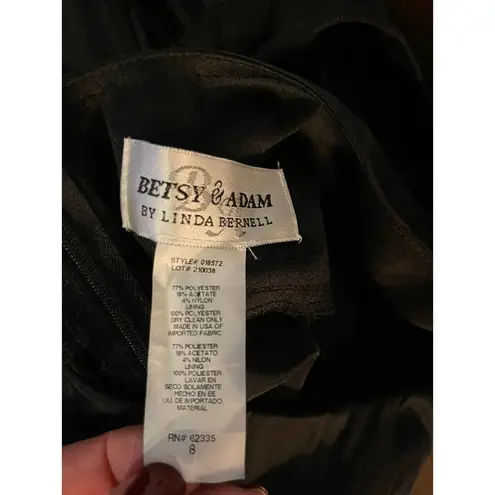 BETSY & ADAM
BY LINDA BERNELL
STYLE# 018572
LOT# 210038
77% POLYESTER
19% ACETATE
4% NYLON
LINING
100% POLYESTER
DRY CLEAN ONLY
MADE IN USA OF
IMPORTED FABRIC
77% POLIESTER
19% ACETATO
4% NILON
LINING
100% POLIESTER
LAVAR EN
SECO SOLAMENTE
HECHO EN EE
UU. DE IMPORTADO
MATERIAL
RN# 62335
8